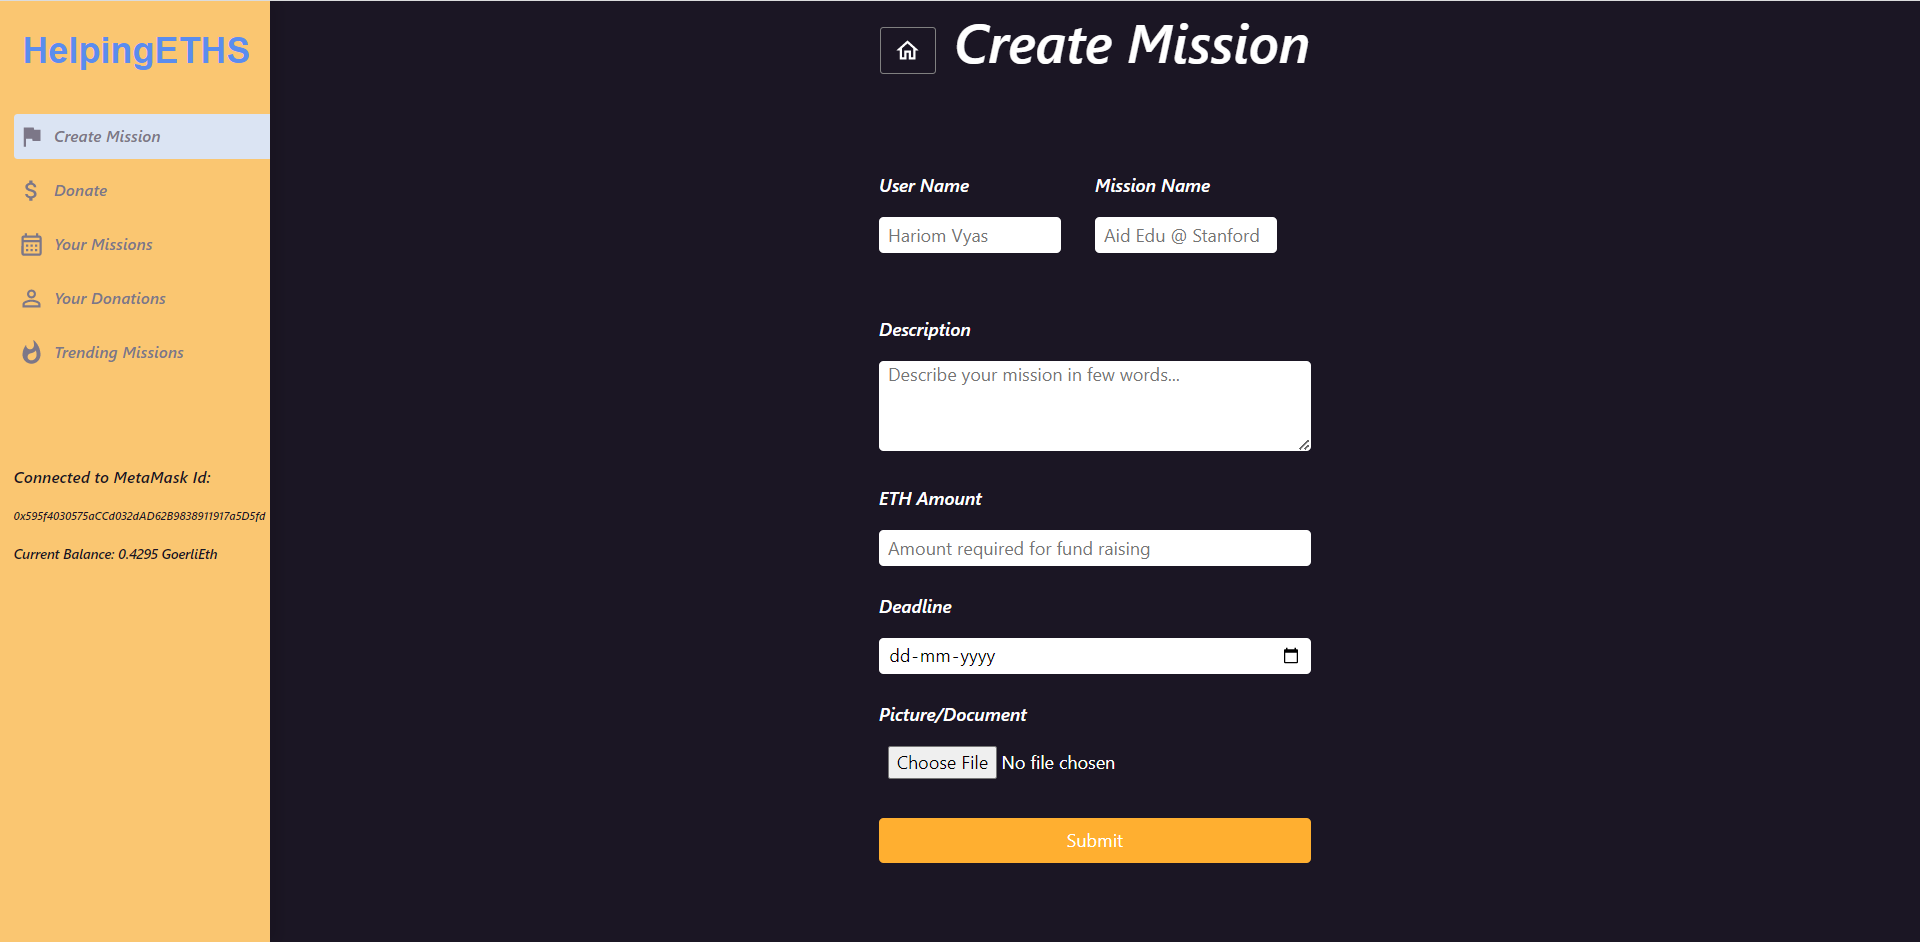 HelpingETHS
Create Mission
Donate
Your Missions
Your Donations
Trending Missions
Connected to MetaMask Id:
0x595f4030575aCCd032dAD62B9838911917a5D5fd
Current Balance: 0.4295 GoerliEth
Create Mission
User Name
Mission Name
Hariom Vyas
Aid Edu @ Stanford
Description
Describe your mission in few words...
ETH Amount
Amount required for fund raising
Deadline
dd-mm-yyyy
Picture/Document
Choose File No file chosen
Submit